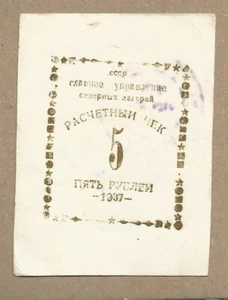 СССР
главное управление
северных лагерей
РАСЧЕТНЫЙ ЧЕК
5
ПЯТЬ РУБЛЕЙ
-1937-